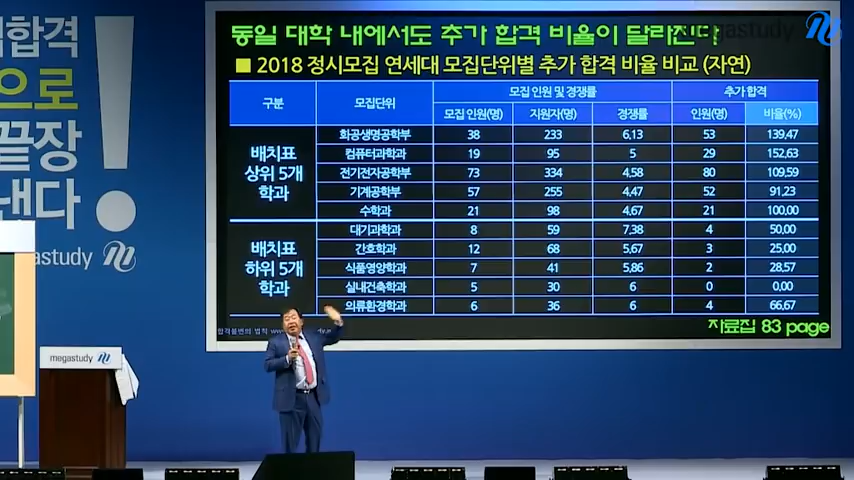 합격
으로
끝장
낸다
!
megastudy
megastudy
megastudy
동일 대학 내에서도 추가 합격 비율이 달라진다
■ 2018 정시모집 연세대 모집단위별 추가 합격 비율 비교 (자연)
구분 모집단위 모집 인원 및 경쟁률 추가 합격
모집 인원(명) 지원자(명) 경쟁률 인원(명) 비율(%)
배치표 상위 5개 학과
화공생명공학부 38 233 6,13 53 139,47
컴퓨터과학과 19 95 5 29 152,63
전기전자공학부 73 334 4,58 80 109,59
기계공학부 57 255 4,47 52 91,23
수학과 21 98 4,67 21 100,00
배치표 하위 5개 학과
대기과학과 8 59 7,38 4 50,00
간호학과 12 68 5,67 3 25,00
식품영양학과 7 41 5,86 2 28,57
실내건축학과 5 30 6 0 0,00
의류환경학과 6 36 6 4 66,67
합격불변의 법칙
자료집 83 page